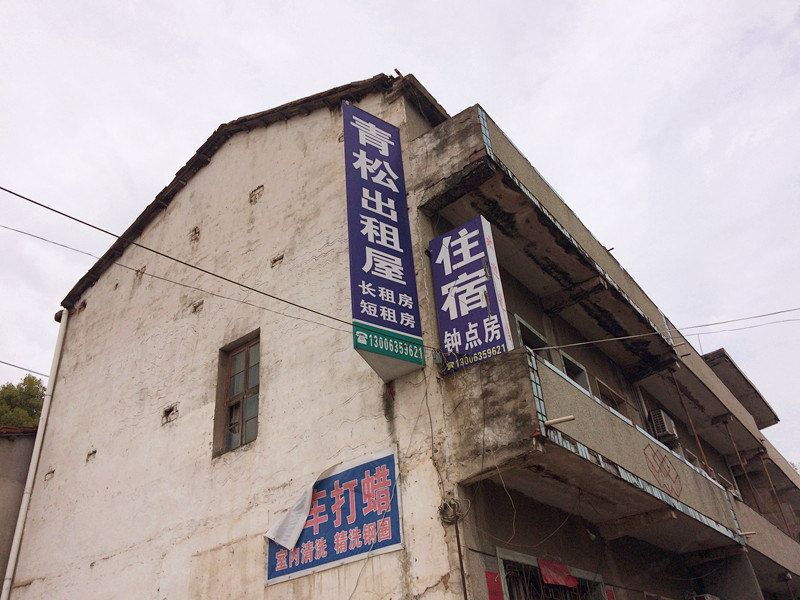 青松出租屋
长租房
短租房
☎13006359621
住宿
钟点房
☎13006359621
车打蜡
室内清洗 精洗钢圈